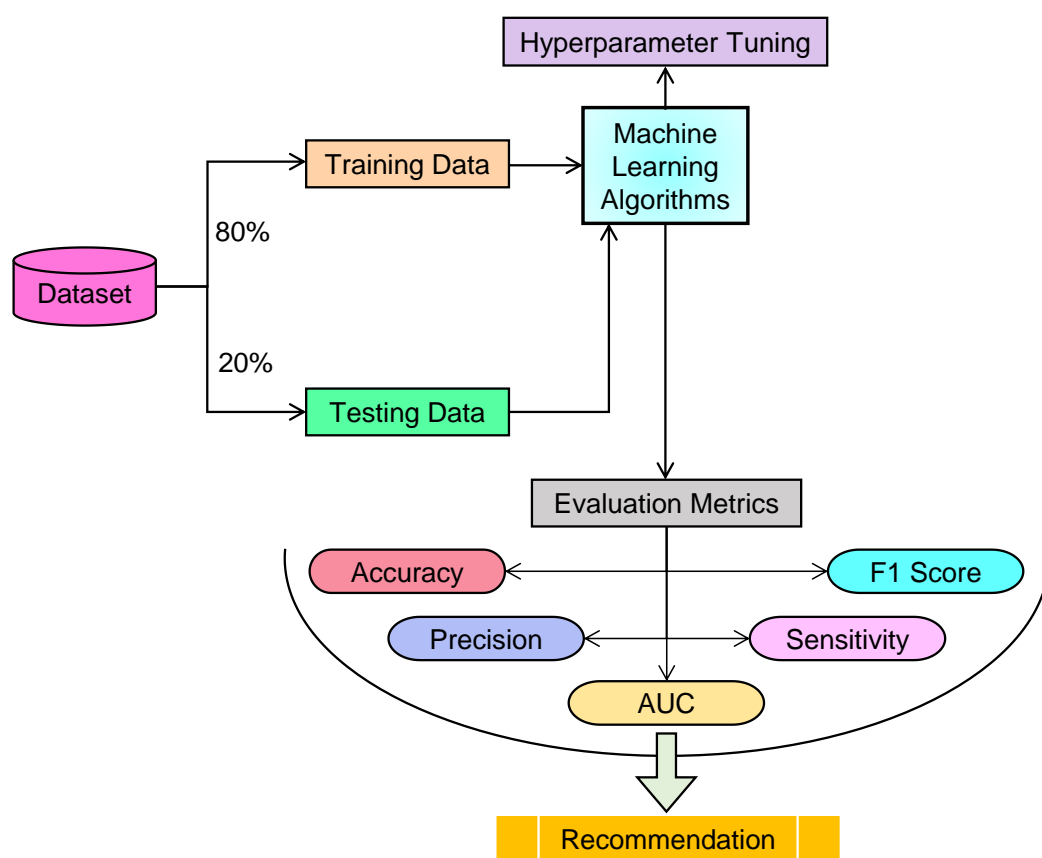 Hyperparameter Tuning
Machine
Learning
Algorithms
Training Data
80%
Dataset
20%
Testing Data
Evaluation Metrics
Accuracy
F1 Score
Precision
Sensitivity
AUC
Recommendation